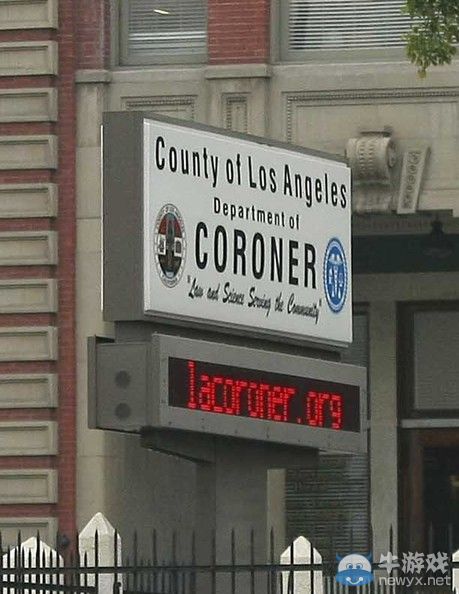 County of Los Angeles
Department of
CORONER
"Law and Science Serving the Community"
lacoroner.org
牛游戏
www.newyx.net